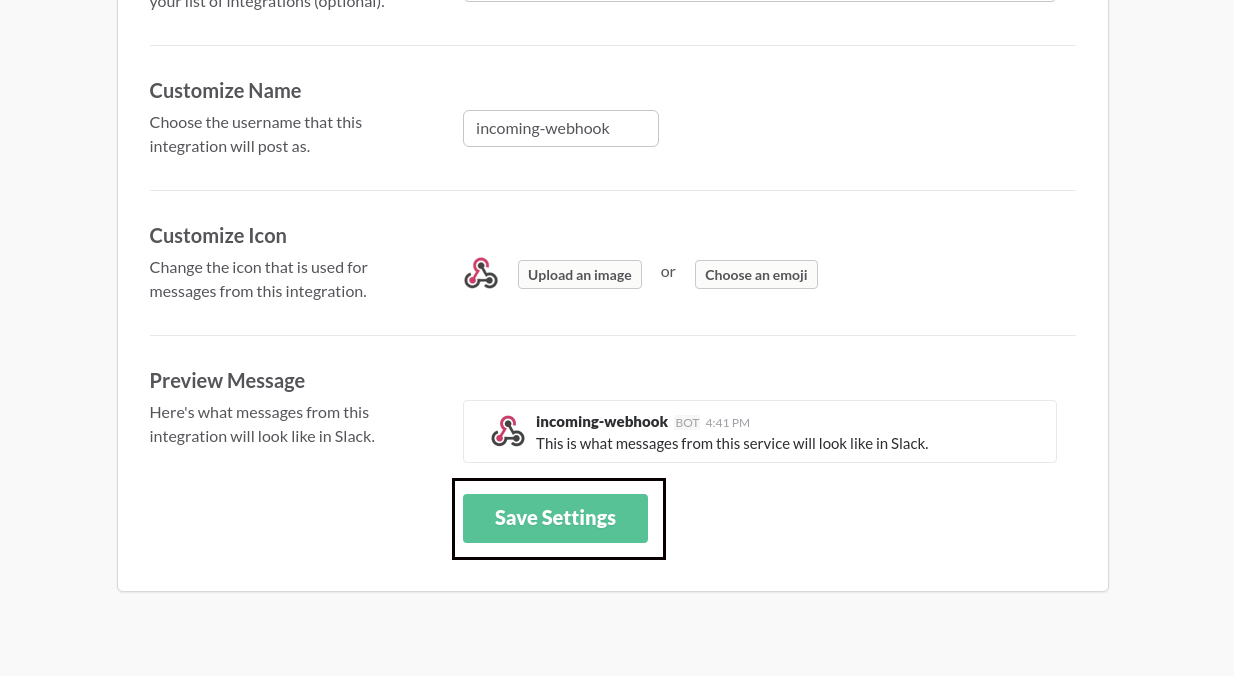 your list of integrations (optional).
Customize Name
Choose the username that this
integration will post as.
incoming-webhook
Customize Icon
Change the icon that is used for
messages from this integration.
Upload an image
or
Choose an emoji
Preview Message
Here's what messages from this
integration will look like in Slack.
incoming-webhook BOT 4:41 PM
This is what messages from this service will look like in Slack.
Save Settings